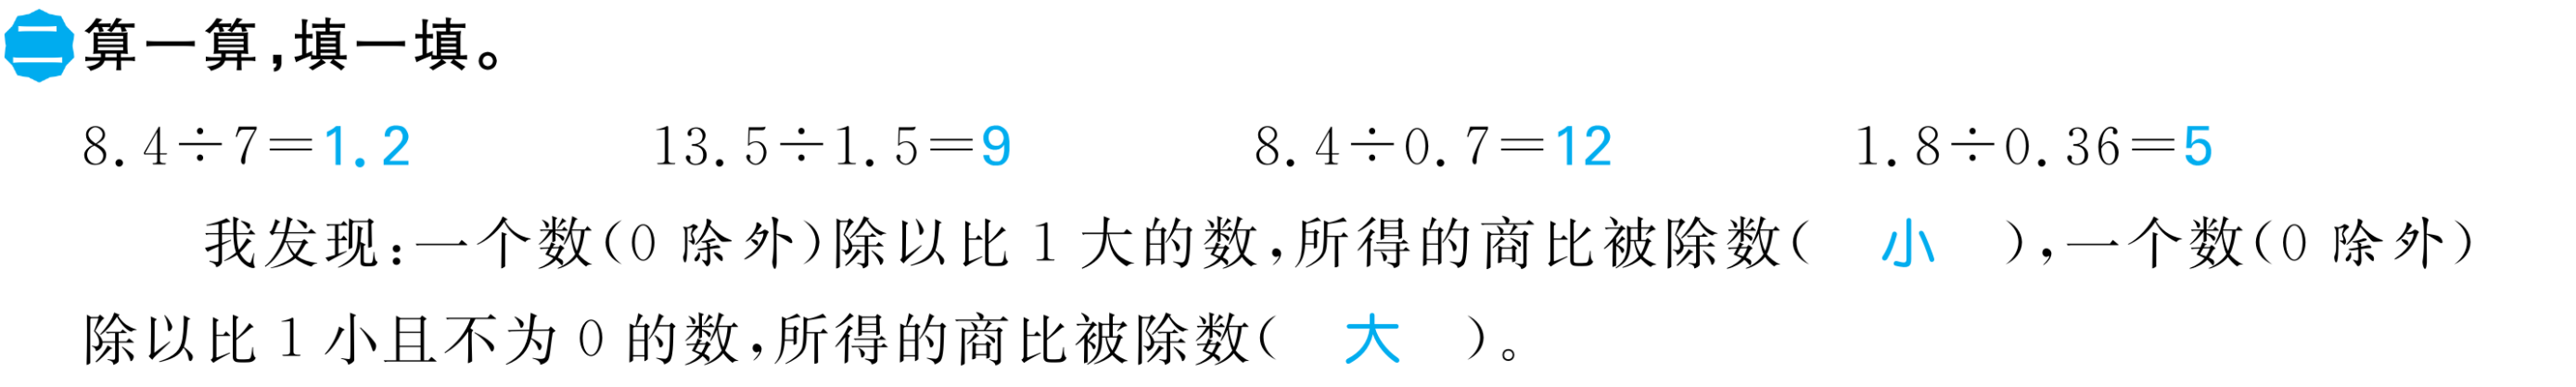 二 算一算,填一填。
8.4÷7=1.2 13.5÷1.5=9 8.4÷0.7=12 1.8÷0.36=5
我发现:一个数(0 除外)除以比 1 大的数,所得的商比被除数( 小 ),一个数(0 除外)
除以比 1 小且不为 0 的数,所得的商比被除数( 大 )。